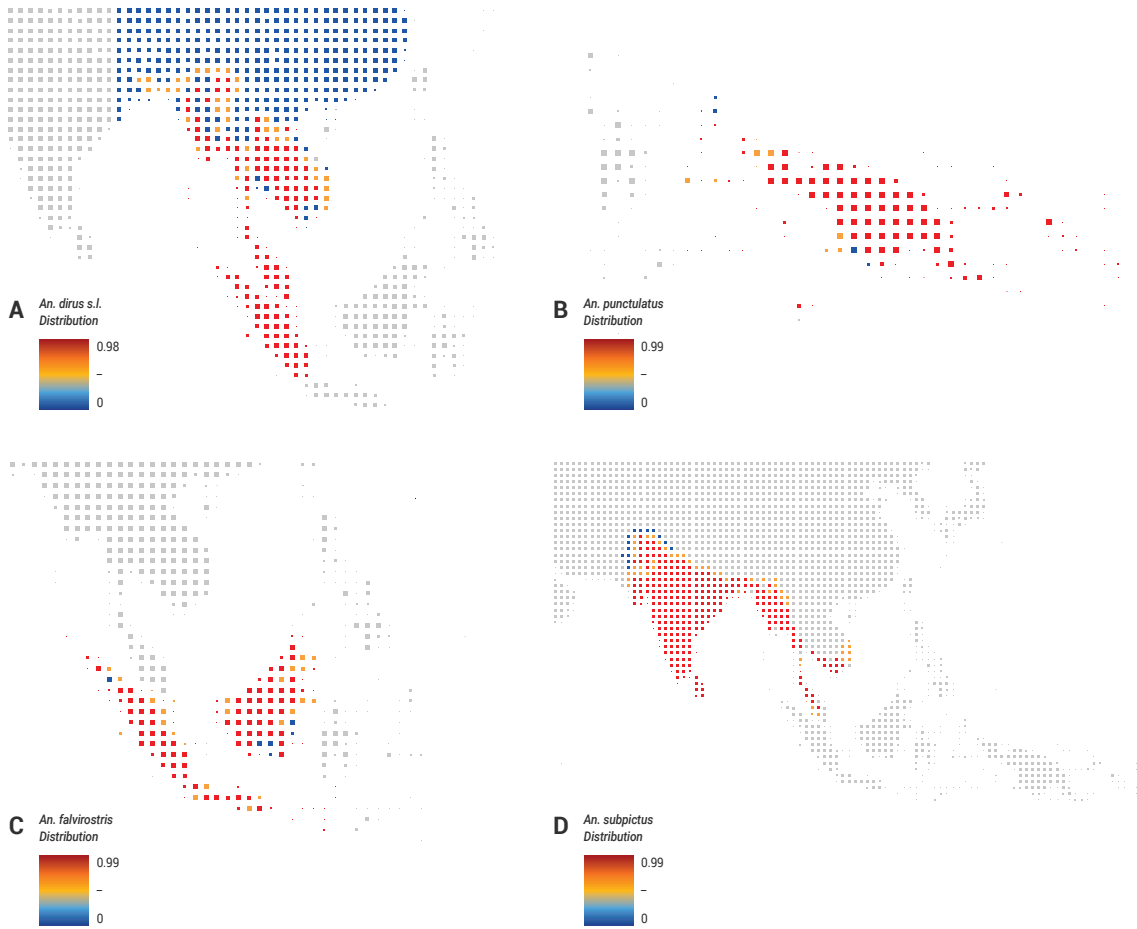 A
An. dirus s.l.
Distribution
0.98
–
0
B
An. punctulatus
Distribution
0.99
–
0
C
An. falvirostris
Distribution
0.99
–
0
D
An. subpictus
Distribution
0.99
–
0